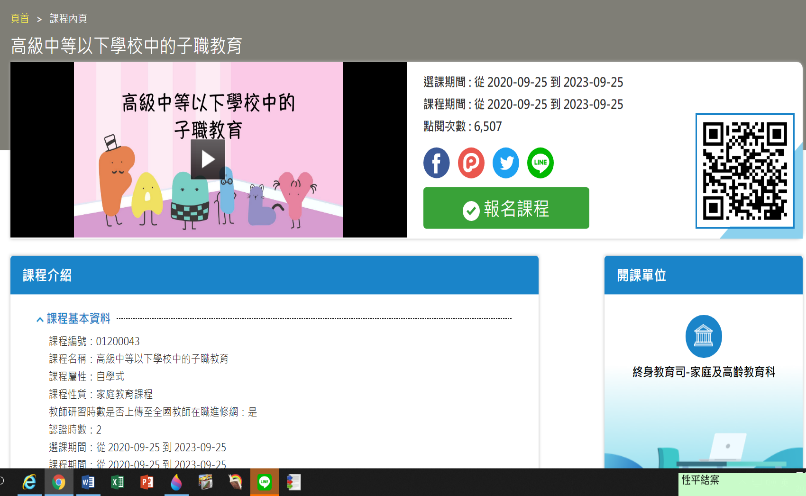 頁首 > 課程內頁
高級中等以下學校中的子職教育
高級中等以下學校中的
子職教育
選課期間 : 從 2020-09-25 到 2023-09-25
課程期間 : 從 2020-09-25 到 2023-09-25
點閱次數 : 6,507
LINE
報名課程
課程介紹
開課單位
課程基本資料
課程編號：01200043
課程名稱：高級中等以下學校中的子職教育
課程屬性：自學式
課程性質：家庭教育課程
教師研習時數是否上傳至全國教師在職進修網：是
認證時數：2
選課期間：從 2020-09-25 到 2023-09-25
課程期間：從 2020-09-25 到 2023-09-25
終身教育司-家庭及高齡教育科
性平結案